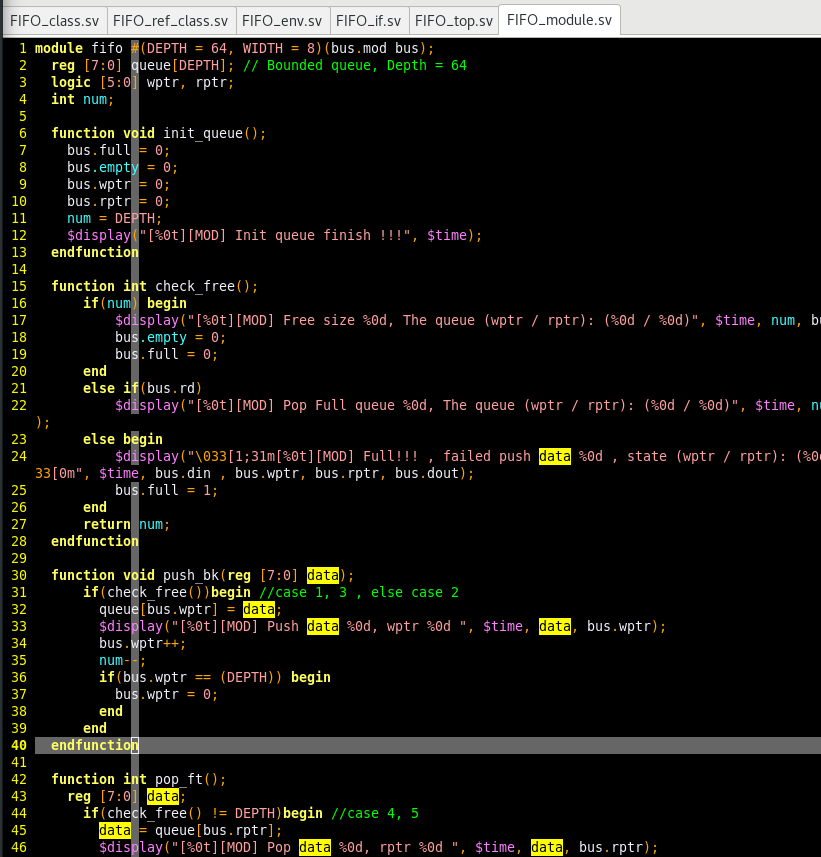 FIFO_class.sv FIFO_ref_class.sv FIFO_env.sv FIFO_if.sv FIFO_top.sv FIFO_module.sv
1 module fifo #(DEPTH = 64, WIDTH = 8)(bus.mod bus);
2 reg [7:0] queue[DEPTH]; // Bounded queue, Depth = 64
3 logic [5:0] wptr, rptr;
4 int num;
5
6 function void init_queue();
7 bus.full = 0;
8 bus.empty = 0;
9 bus.wptr = 0;
10 bus.rptr = 0;
11 num = DEPTH;
12 $display("[%0t][MOD] Init queue finish !!!", $time);
13 endfunction
14
15 function int check_free();
16 if(num) begin
17 $display("[%0t][MOD] Free size %0d, The queue (wptr / rptr): (%0d / %0d)", $time, num, bu
18 bus.empty = 0;
19 bus.full = 0;
20 end
21 else if(bus.rd)
22 $display("[%0t][MOD] Pop Full queue %0d, The queue (wptr / rptr): (%0d / %0d)", $time, nu
);
23 else begin
24 $display("\033[1;31m[%0t][MOD] Full!!! , failed push data %0d , state (wptr / rptr): (%0d
33[0m", $time, bus.din , bus.wptr, bus.rptr, bus.dout);
25 bus.full = 1;
26 end
27 return num;
28 endfunction
29
30 function void push_bk(reg [7:0] data);
31 if(check_free())begin //case 1, 3 , else case 2
32 queue[bus.wptr] = data;
33 $display("[%0t][MOD] Push data %0d, wptr %0d ", $time, data, bus.wptr);
34 bus.wptr++;
35 num--;
36 if(bus.wptr == (DEPTH)) begin
37 bus.wptr = 0;
38 end
39 end
40 endfunction
41
42 function int pop_ft();
43 reg [7:0] data;
44 if(check_free() != DEPTH)begin //case 4, 5
45 data = queue[bus.rptr];
46 $display("[%0t][MOD] Pop data %0d, rptr %0d ", $time, data, bus.rptr);